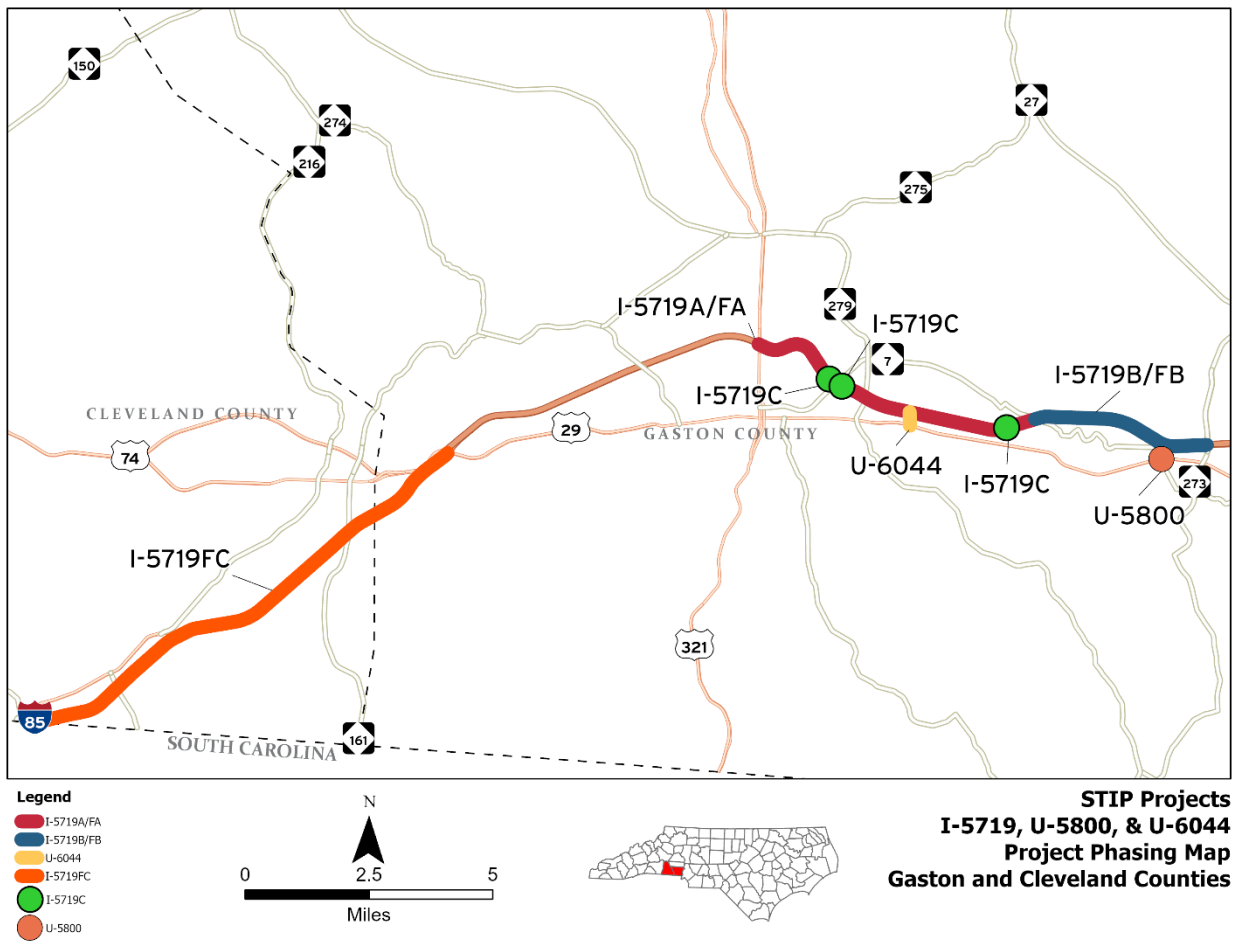 150
27
274
216
275
279
I-5719A/FA
I-5719C
7
I-5719C
I-5719B/FB
CLEVELAND COUNTY
29
GASTON COUNTY
74
U-6044
I-5719C
273
U-5800
I-5719FC
321
85
161
SOUTH CAROLINA
Legend
I-5719A/FA
I-5719B/FB
U-6044
I-5719FC
I-5719C
U-5800
N
0
2.5
5
Miles
STIP Projects
I-5719, U-5800, & U-6044
Project Phasing Map
Gaston and Cleveland Counties